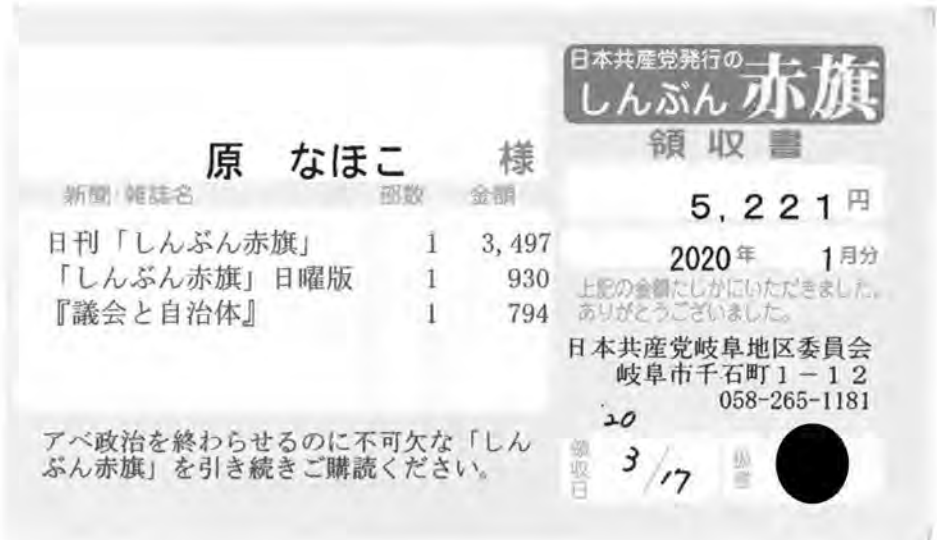 日本共産党発行の
しんぶん赤旗
領収書
原 なほこ 様
新聞・雑誌名 部数 金額
日刊「しんぶん赤旗」 1 3,497
「しんぶん赤旗」日曜版 1 930
『議会と自治体』 1 794
5,221円
2020年 1月分
上記の金額たしかにいただきました。
ありがとうございました。
日本共産党岐阜地区委員会
岐阜市千石町1-12
058-265-1181
アベ政治を終わらせるのに不可欠な「しん
ぶん赤旗」を引き続きご購読ください。
'20
領収日 3/17